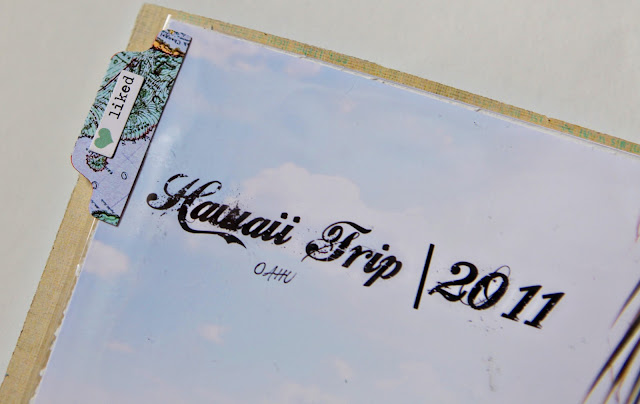 liked
Hawaii Trip | 2011
OAHU